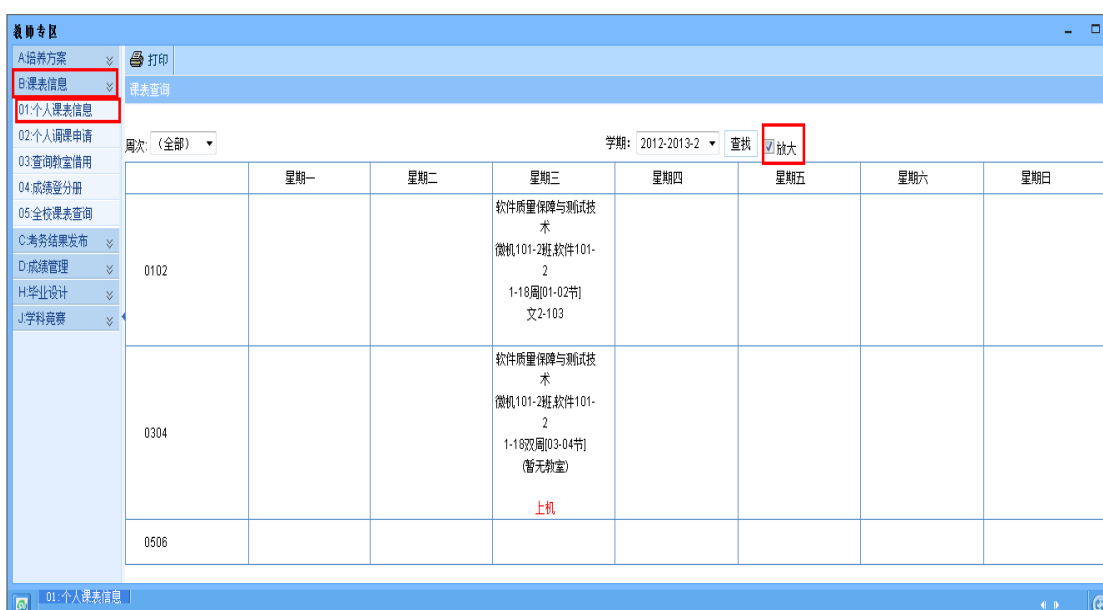 教师专区
A:培养方案
打印
B:课表信息
课表查询
01:个人课表信息
02:个人调课申请
03:查询教室借用
04:成绩登分册
05:全校课表查询
C:考务结果发布
D:成绩管理
H:毕业设计
J:学科竞赛
周次: （全部）
学期: 2012-2013-2 查找 放大
星期一 星期二 星期三 星期四 星期五 星期六 星期日
0102
软件质量保障与测试技
术
微机101-2班,软件101-
2
1-18周[01-02节]
文2-103
0304
软件质量保障与测试技
术
微机101-2班,软件101-
2
1-18双周[03-04节]
(暂无教室)
上机
0506
01:个人课表信息